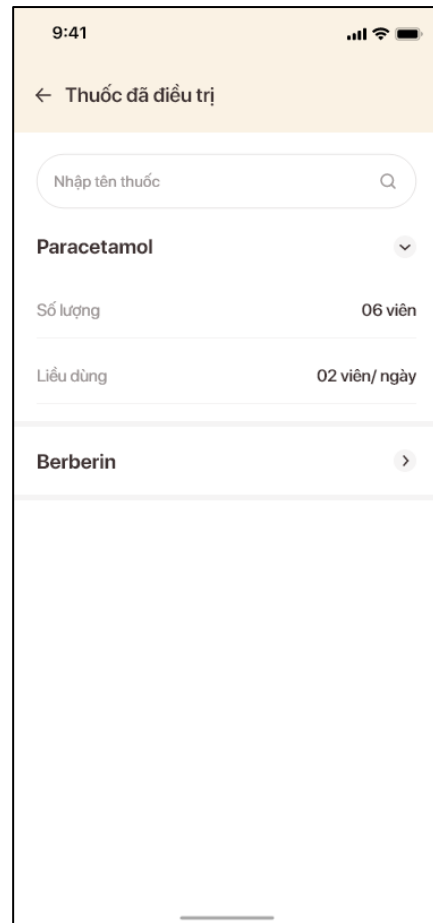 9:41
Thuốc đã điều trị
Nhập tên thuốc
Paracetamol
Số lượng 06 viên
Liều dùng 02 viên/ ngày
Berberin